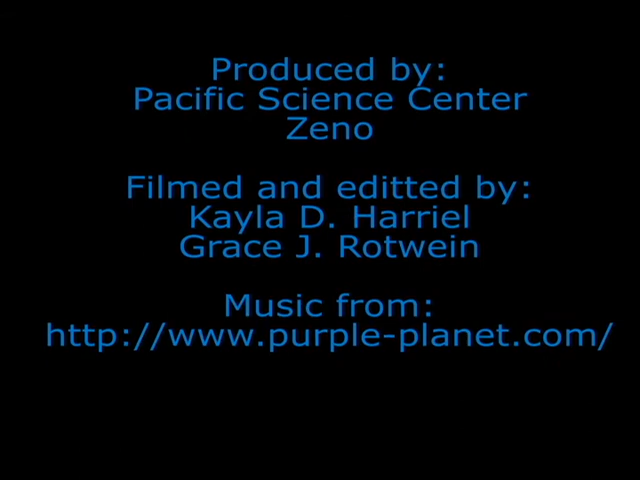 Produced by:
Pacific Science Center
Zeno
Filmed and editted by:
Kayla D. Harriel
Grace J. Rotwein
Music from:
http://www.purple-planet.com/